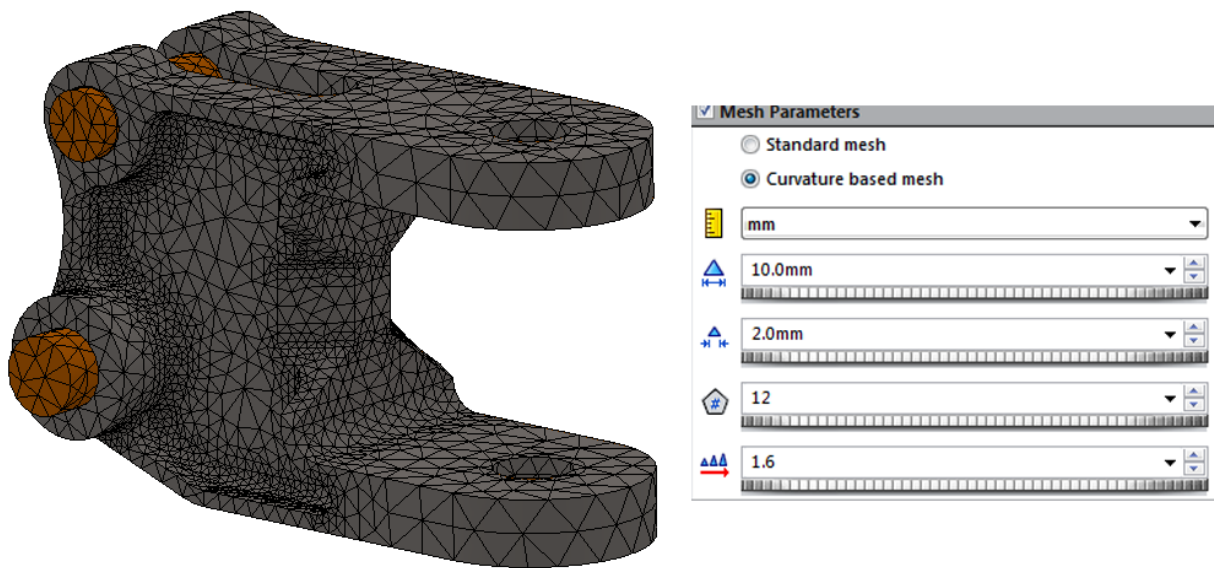 Mesh Parameters
Standard mesh
Curvature based mesh
mm
10.0mm
2.0mm
#
12
1.6